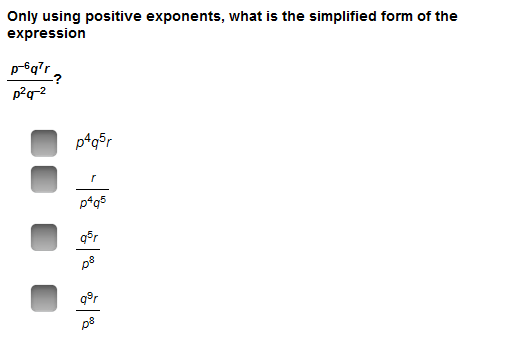 Only using positive exponents, what is the simplified form of the
expression
p⁻⁶q⁷r
p²q⁻² ?
p⁴q⁵r
r
p⁴q⁵
q⁵r
p⁸
q⁹r
p⁸